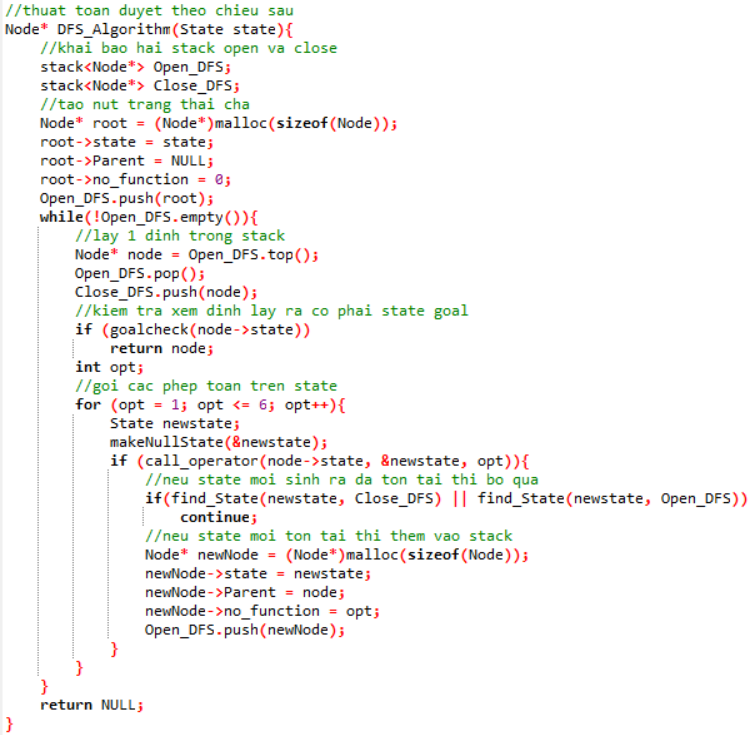 //thuat toan duyet theo chieu sau
Node* DFS_Algorithm(State state){
    //khai bao hai stack open va close
    stack<Node*> Open_DFS;
    stack<Node*> Close_DFS;
    //tao nut trang thai cha
    Node* root = (Node*)malloc(sizeof(Node));
    root->state = state;
    root->Parent = NULL;
    root->no_function = 0;
    Open_DFS.push(root);
    while(!Open_DFS.empty()){
        //lay 1 dinh trong stack
        Node* node = Open_DFS.top();
        Open_DFS.pop();
        Close_DFS.push(node);
        //kiem tra xem dinh lay ra co phai state goal
        if (goalcheck(node->state))
            return node;
        int opt;
        //goi cac phep toan tren state
        for (opt = 1; opt <= 6; opt++){
            State newstate;
            makeNullState(&newstate);
            if (call_operator(node->state, &newstate, opt)){
                //neu state moi sinh ra da ton tai thi bo qua
                if(find_State(newstate, Close_DFS) || find_State(newstate, Open_DFS))
                    continue;
                //neu state moi ton tai thi them vao stack
                Node* newNode = (Node*)malloc(sizeof(Node));
                newNode->state = newstate;
                newNode->Parent = node;
                newNode->no_function = opt;
                Open_DFS.push(newNode);
            }
        }
    }
    return NULL;
}